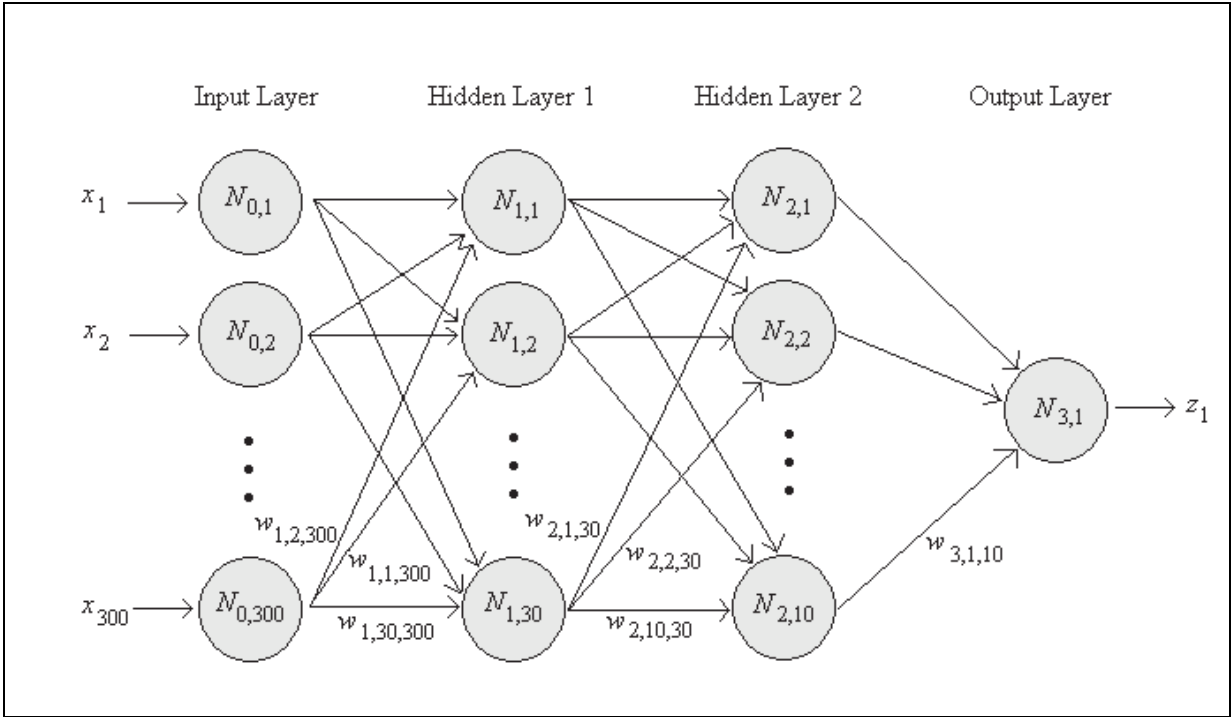 Input Layer Hidden Layer 1 Hidden Layer 2 Output Layer
x1 N0,1 N1,1 N2,1
x2 N0,2 N1,2 N2,2
N3,1 z1
w1,2,300 w2,1,30
w1,1,300 w2,2,30 w3,1,10
x300 N0,300 N1,30 N2,10
w1,30,300 w2,10,30